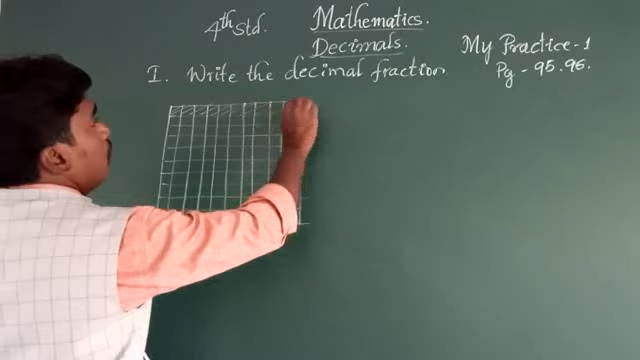 4th Std. Mathematics.
Decimals.
My Practice-1
Pg - 95.96.
I. Write the decimal fraction